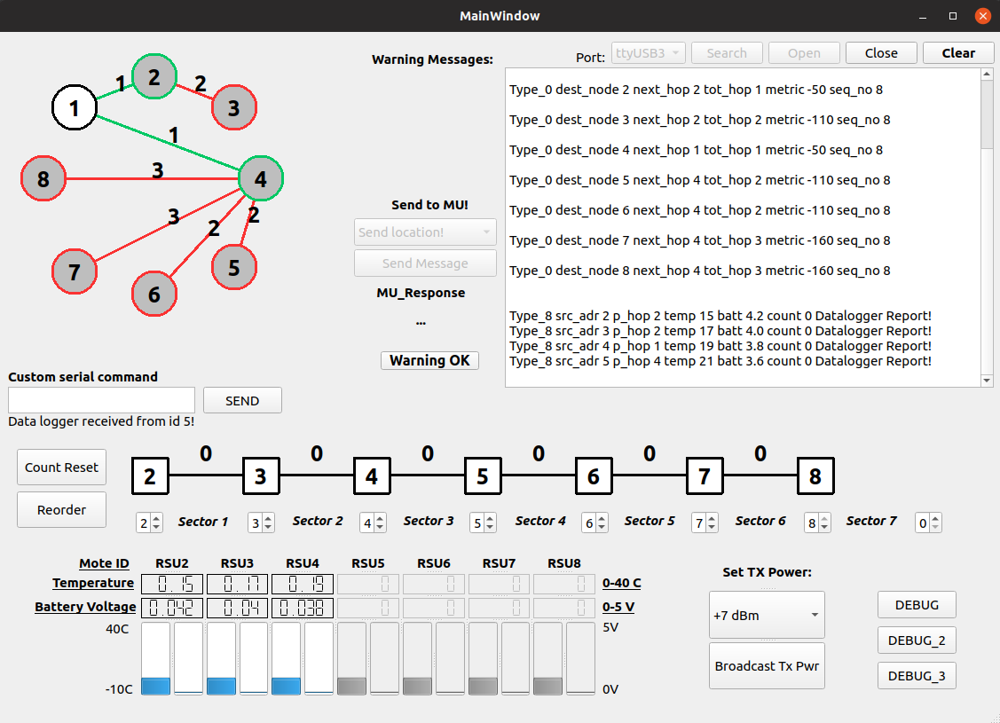 MainWindow
Warning Messages:
Port:
ttyUSB3
Search
Open
Close
Clear
1
2
3
4
5
6
7
8
1
2
1
3
3
2
2
Type_0 dest_node 2 next_hop 2 tot_hop 1 metric -50 seq_no 8
Type_0 dest_node 3 next_hop 2 tot_hop 2 metric -110 seq_no 8
Type_0 dest_node 4 next_hop 1 tot_hop 1 metric -50 seq_no 8
Type_0 dest_node 5 next_hop 4 tot_hop 2 metric -110 seq_no 8
Type_0 dest_node 6 next_hop 4 tot_hop 2 metric -110 seq_no 8
Type_0 dest_node 7 next_hop 4 tot_hop 3 metric -160 seq_no 8
Type_0 dest_node 8 next_hop 4 tot_hop 3 metric -160 seq_no 8
Type_8 src_adr 2 p_hop 2 temp 15 batt 4.2 count 0 Datalogger Report!
Type_8 src_adr 3 p_hop 2 temp 17 batt 4.0 count 0 Datalogger Report!
Type_8 src_adr 4 p_hop 1 temp 19 batt 3.8 count 0 Datalogger Report!
Type_8 src_adr 5 p_hop 4 temp 21 batt 3.6 count 0 Datalogger Report!
Send to MU!
Send location!
Send Message
MU_Response
...
Warning OK
Custom serial command
SEND
Data logger received from id 5!
Count Reset
Reorder
0 0 0 0 0 0
2 3 4 5 6 7 8
2 Sector 1 3 Sector 2 4 Sector 3 5 Sector 4 6 Sector 5 7 Sector 6 8 Sector 7 0
Mote ID RSU2 RSU3 RSU4 RSU5 RSU6 RSU7 RSU8
Temperature 0.15 0.17 0.19 0 0 0 0 0-40 C
Battery Voltage 0.042 0.04 0.038 0 0 0 0 0-5 V
40C 5V
-10C 0V
Set TX Power:
+7 dBm
Broadcast Tx Pwr
DEBUG
DEBUG_2
DEBUG_3